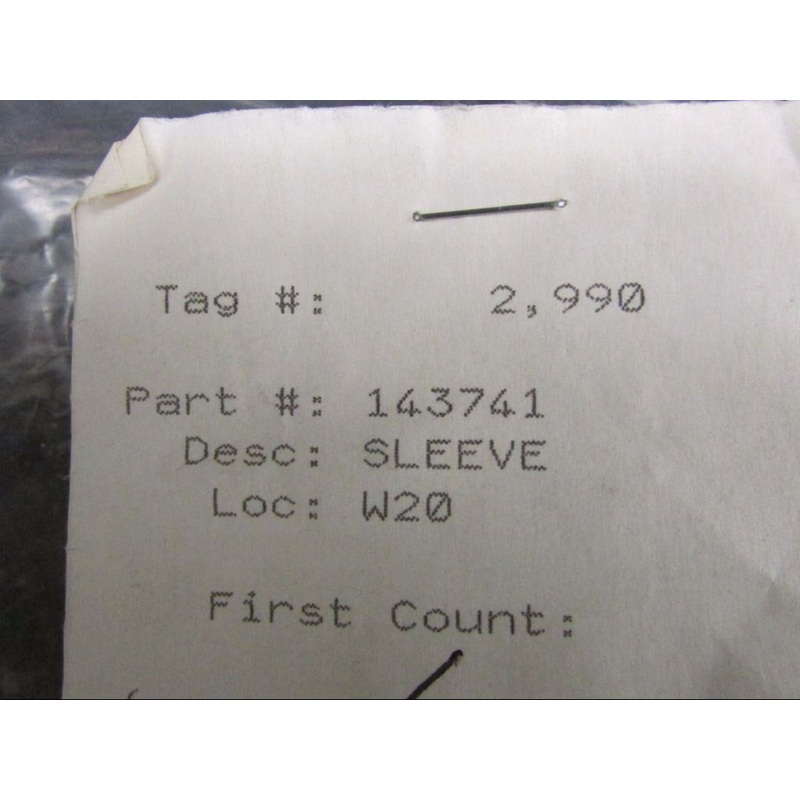 Tag #: 2,990
Part #: 143741
Desc: SLEEVE
Loc: W20
First Count: